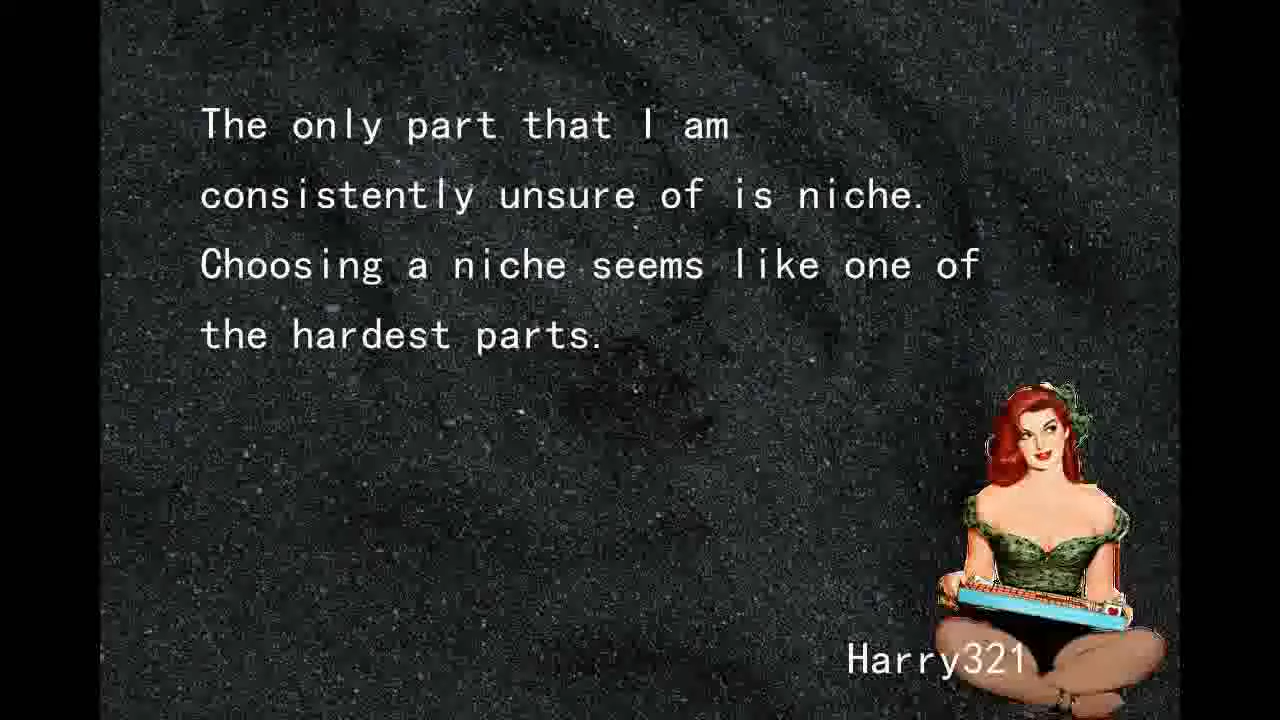 The only part that I am
consistently unsure of is niche.
Choosing a niche seems like one of
the hardest parts.
Harry321